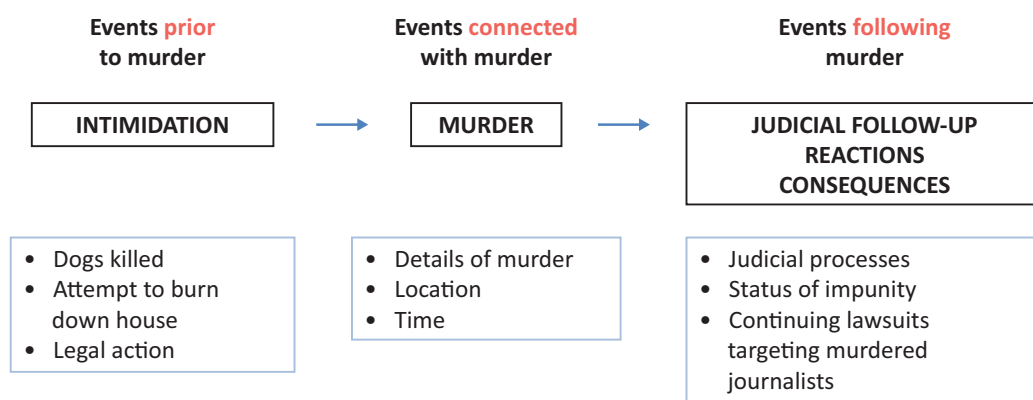 Events prior
to murder
Events connected
with murder
Events following
murder
INTIMIDATION
MURDER
JUDICIAL FOLLOW-UP
REACTIONS
CONSEQUENCES
• Dogs killed
• Attempt to burn
down house
• Legal action
• Details of murder
• Location
• Time
• Judicial processes
• Status of impunity
• Continuing lawsuits
targeting murdered
journalists